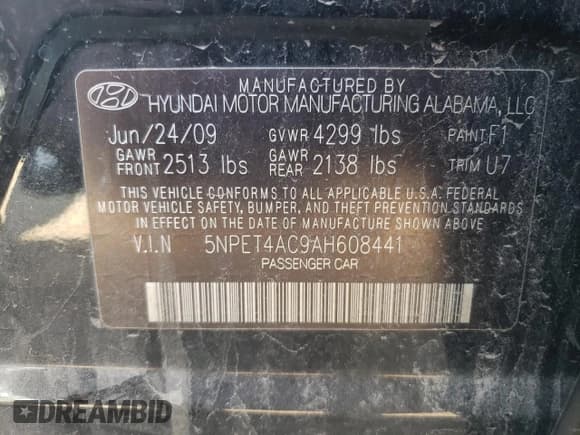 MANUFACTURED BY
HYUNDAI MOTOR MANUFACTURING ALABAMA, LLC
Jun/24/09 GVWR 4299 lbs PAINT F1
GAWR FRONT 2513 lbs GAWR REAR 2138 lbs TRIM U7
THIS VEHICLE CONFORMS TO ALL APPLICABLE U.S.A. FEDERAL
MOTOR VEHICLE SAFETY, BUMPER, AND THEFT PREVENTION STANDARDS
IN EFFECT ON THE DATE OF MANUFACTURE SHOWN ABOVE
V.I.N 5NPET4AC9AH608441
PASSENGER CAR
DREAMBID